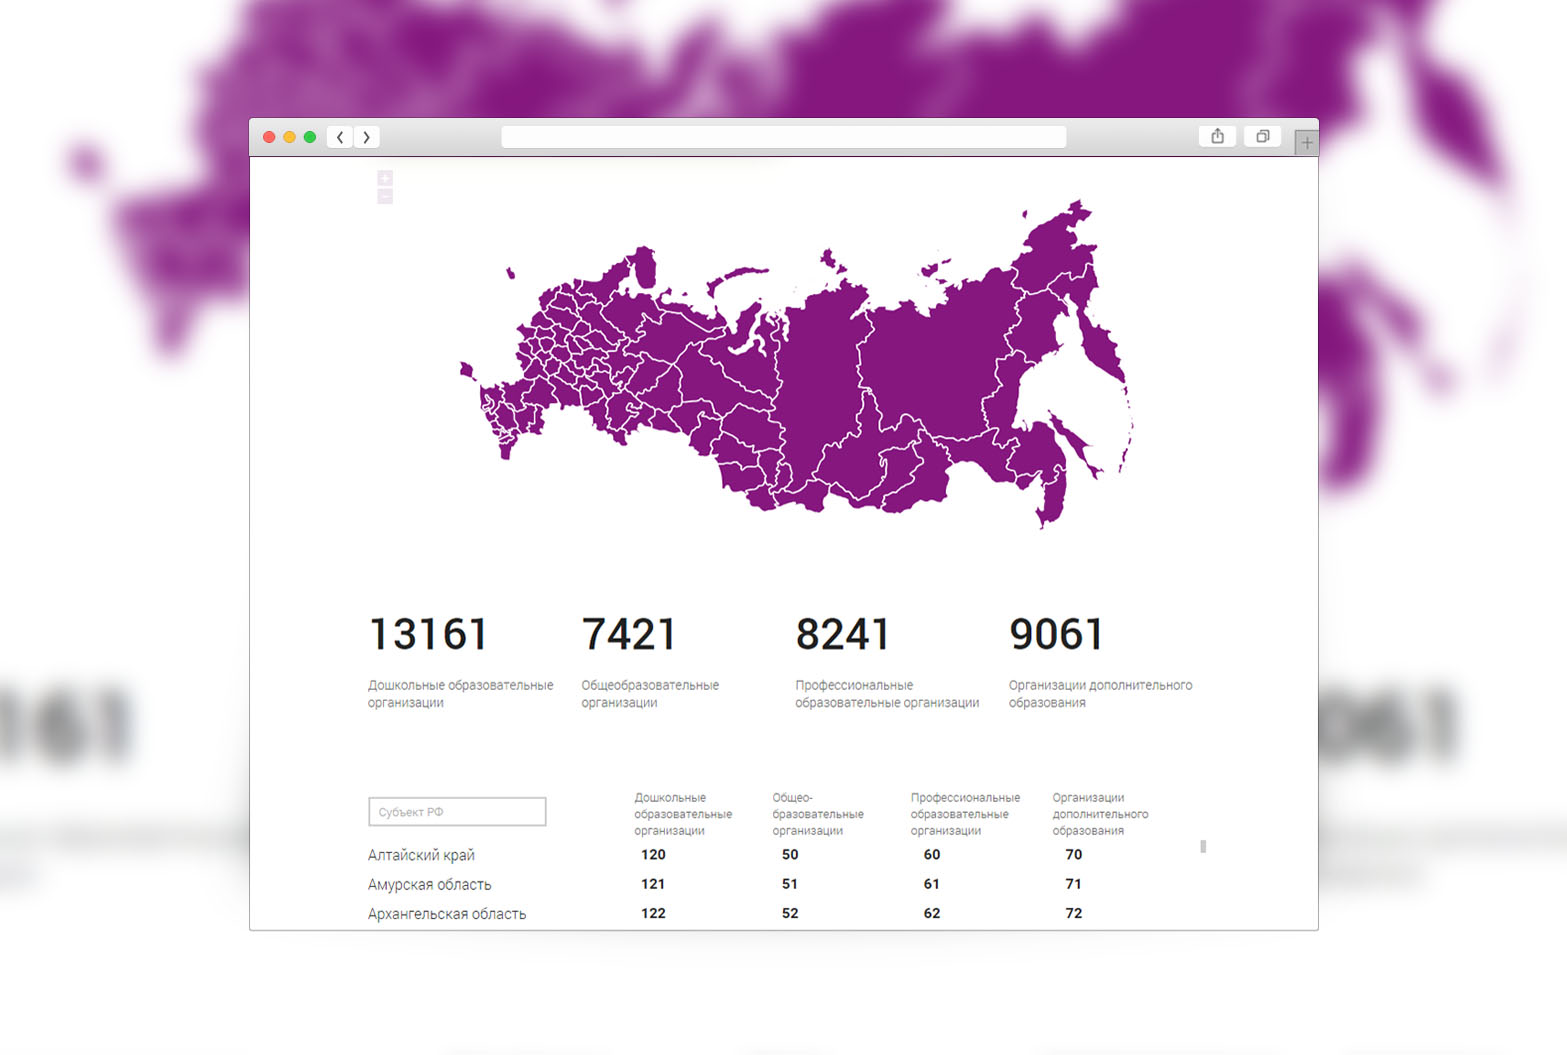 13161 7421 8241 9061
Дошкольные образовательные Общеобразовательные Профессиональные Организации дополнительного
организации организации образовательные организации образования
Дошкольные Общео- Профессиональные Организации
Субъект РФ образовательные бразовательные образовательные дополнительного
организации организации организации образования
Алтайский край 120 50 60 70
Амурская область 121 51 61 71
Архангельская область 122 52 62 72
161
061